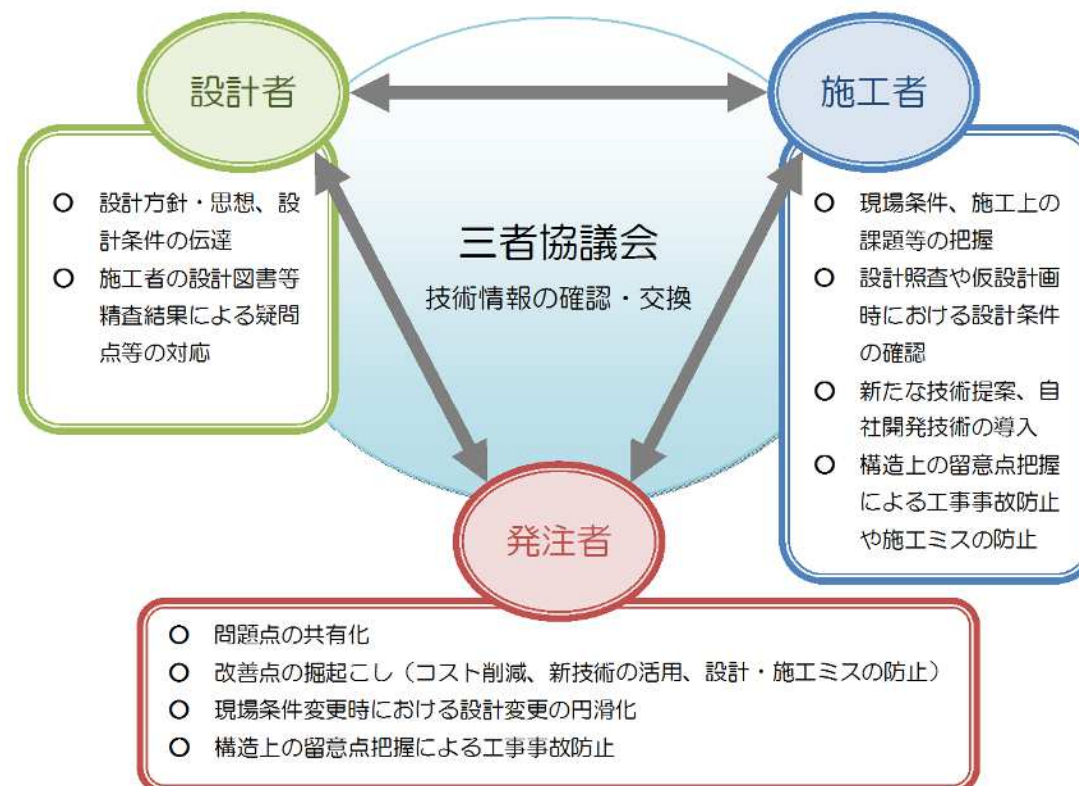 設計者
施工者
○ 設計方針・思想、設
計条件の伝達
○ 施工者の設計図書等
精査結果による疑問
点等の対応
三者協議会
技術情報の確認・交換
○ 現場条件、施工上の
課題等の把握
○ 設計照査や仮設計画
時における設計条件
の確認
○ 新たな技術提案、自
社開発技術の導入
○ 構造上の留意点把握
による工事事故防止
や施工ミスの防止
発注者
○ 問題点の共有化
○ 改善点の掘起こし（コスト削減、新技術の活用、設計・施工ミスの防止）
○ 現場条件変更時における設計変更の円滑化
○ 構造上の留意点把握による工事事故防止